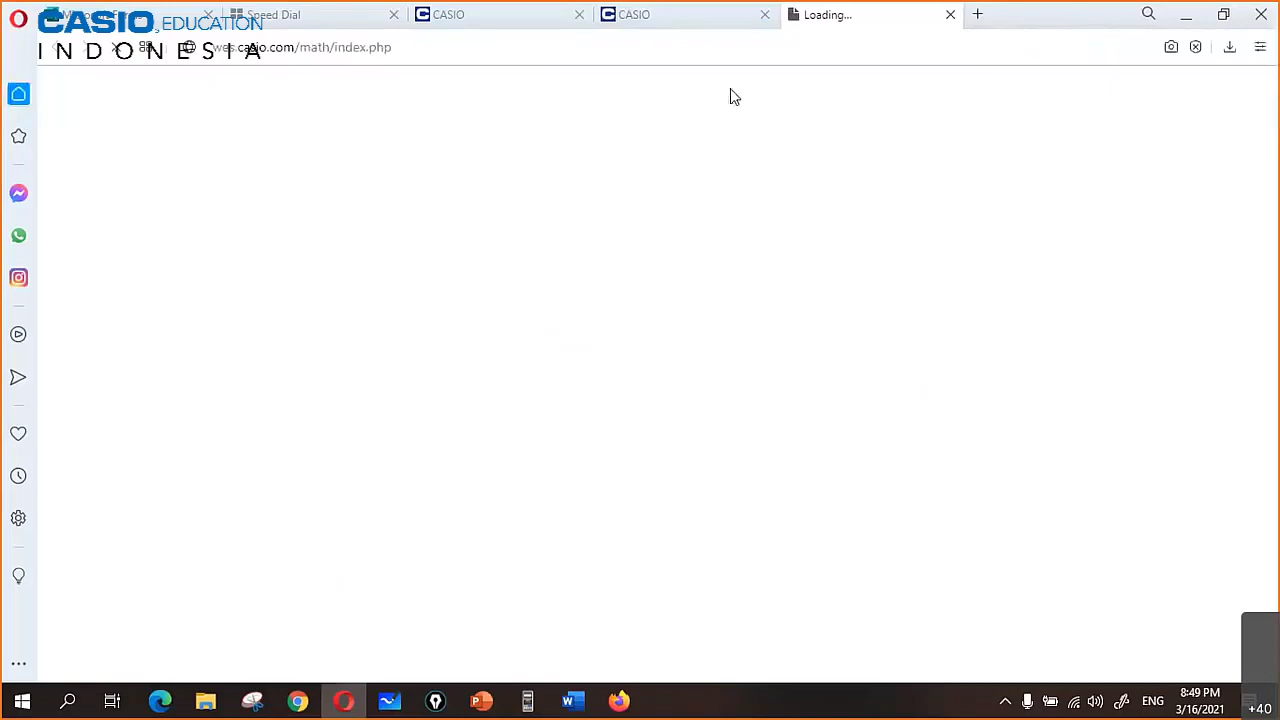 CASIO EDUCATION
INDONESIA
Speed Dial
CASIO
CASIO
Loading...
wes.casio.com/math/index.php
ENG
8:49 PM
3/16/2021
+40